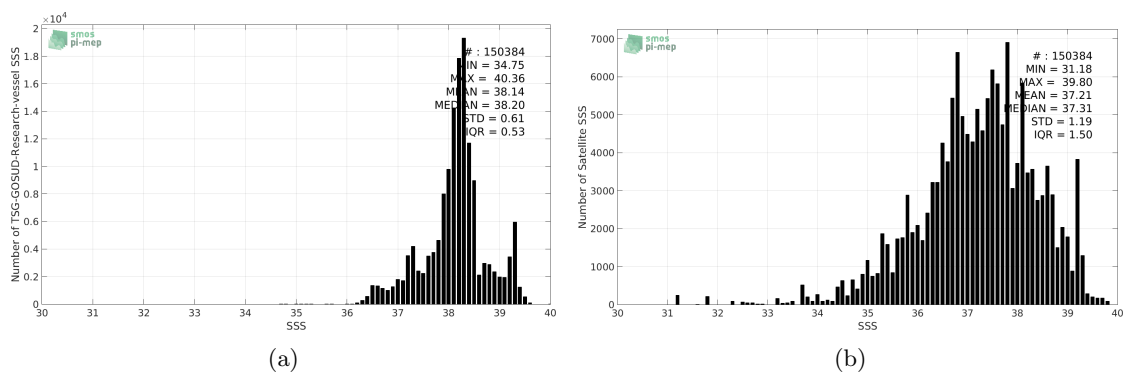 ×10⁴
smos
pi-mep
Number of TSG-GOSUD-Research-vessel SSS
2
1.8
1.6
1.4
1.2
1
0.8
0.6
0.4
0.2
0
# : 150384
MIN = 34.75
MAX = 40.36
MEAN = 38.14
MEDIAN = 38.20
STD = 0.61
IQR = 0.53
30 31 32 33 34 35 36 37 38 39 40
SSS
(a)
smos
pi-mep
Number of Satellite SSS
7000
6000
5000
4000
3000
2000
1000
0
# : 150384
MIN = 31.18
MAX = 39.80
MEAN = 37.21
MEDIAN = 37.31
STD = 1.19
IQR = 1.50
30 31 32 33 34 35 36 37 38 39 40
SSS
(b)